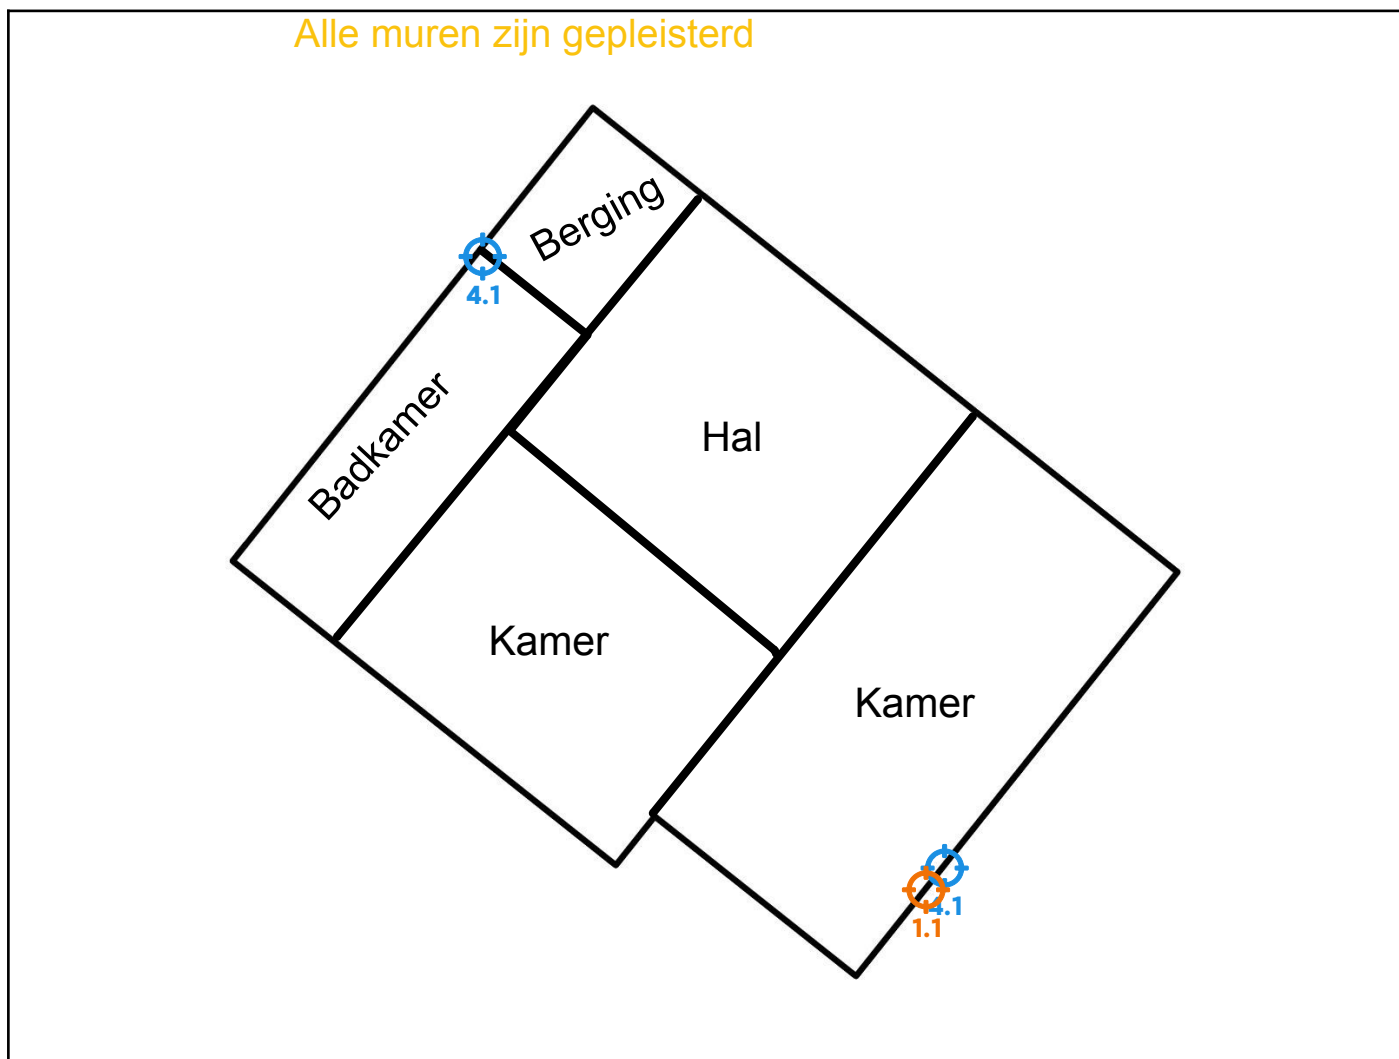 Alle muren zijn gepleisterd
Berging
4.1
Badkamer
Hal
Kamer
Kamer
4.1
1.1